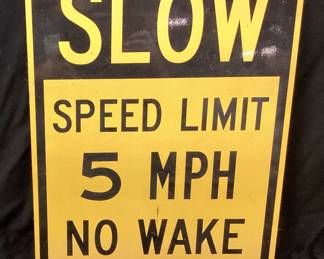 SLOW
SPEED LIMIT
5 MPH
NO WAKE